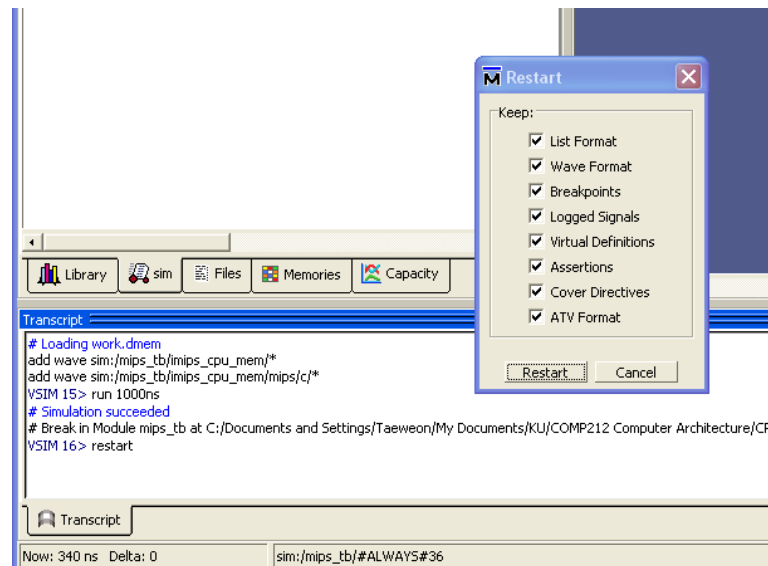 Restart
Keep:
List Format
Wave Format
Breakpoints
Logged Signals
Virtual Definitions
Assertions
Cover Directives
ATV Format
Restart
Cancel
Library
sim
Files
Memories
Capacity
Transcript
# Loading work.dmem
add wave sim:/mips_tb/imips_cpu_mem/*
add wave sim:/mips_tb/imips_cpu_mem/mips/c/*
VSIM 15> run 1000ns
# Simulation succeeded
# Break in Module mips_tb at C:/Documents and Settings/Taeweon/My Documents/KU/COMP212 Computer Architecture/CP
VSIM 16> restart
Transcript
Now: 340 ns Delta: 0
sim:/mips_tb/#ALWAYS#36